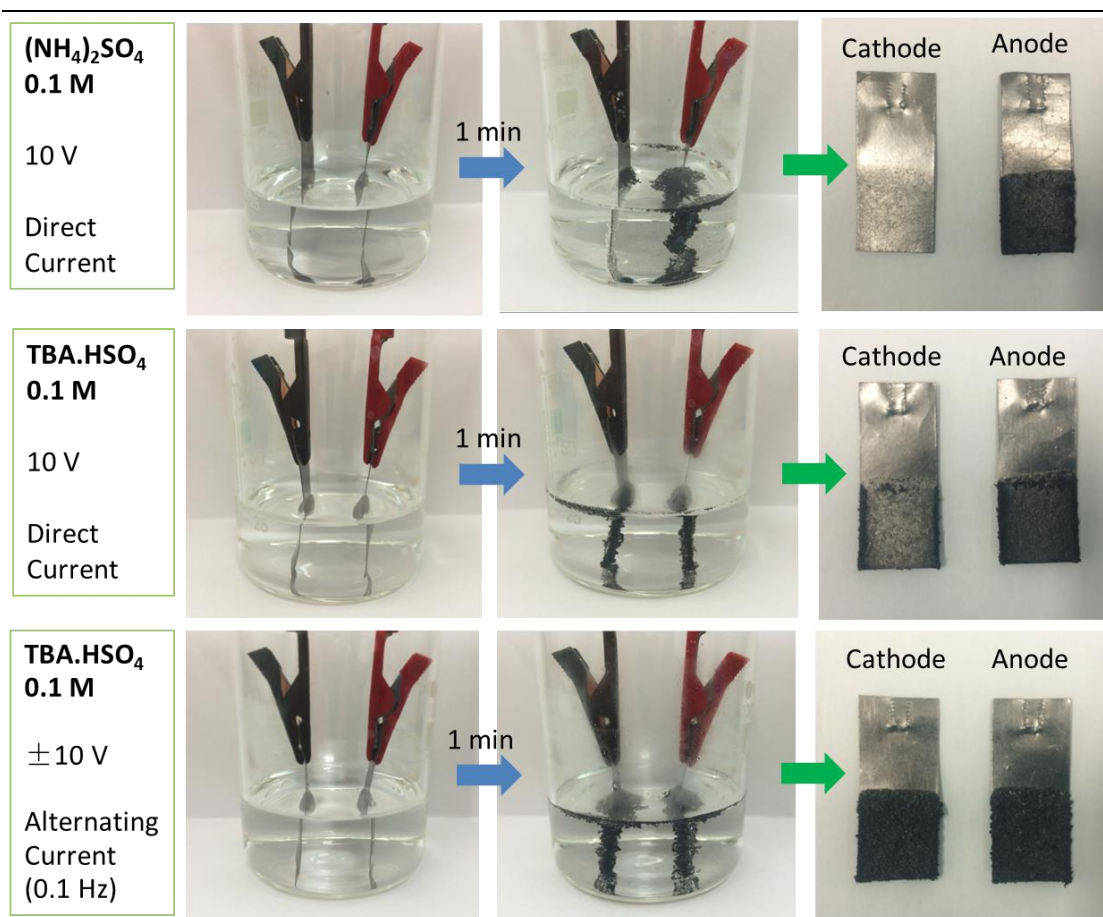 (NH₄)₂SO₄
0.1 M
10 V
Direct
Current
1 min
Cathode
Anode
TBA.HSO₄
0.1 M
10 V
Direct
Current
1 min
Cathode
Anode
TBA.HSO₄
0.1 M
±10 V
Alternating
Current
(0.1 Hz)
1 min
Cathode
Anode